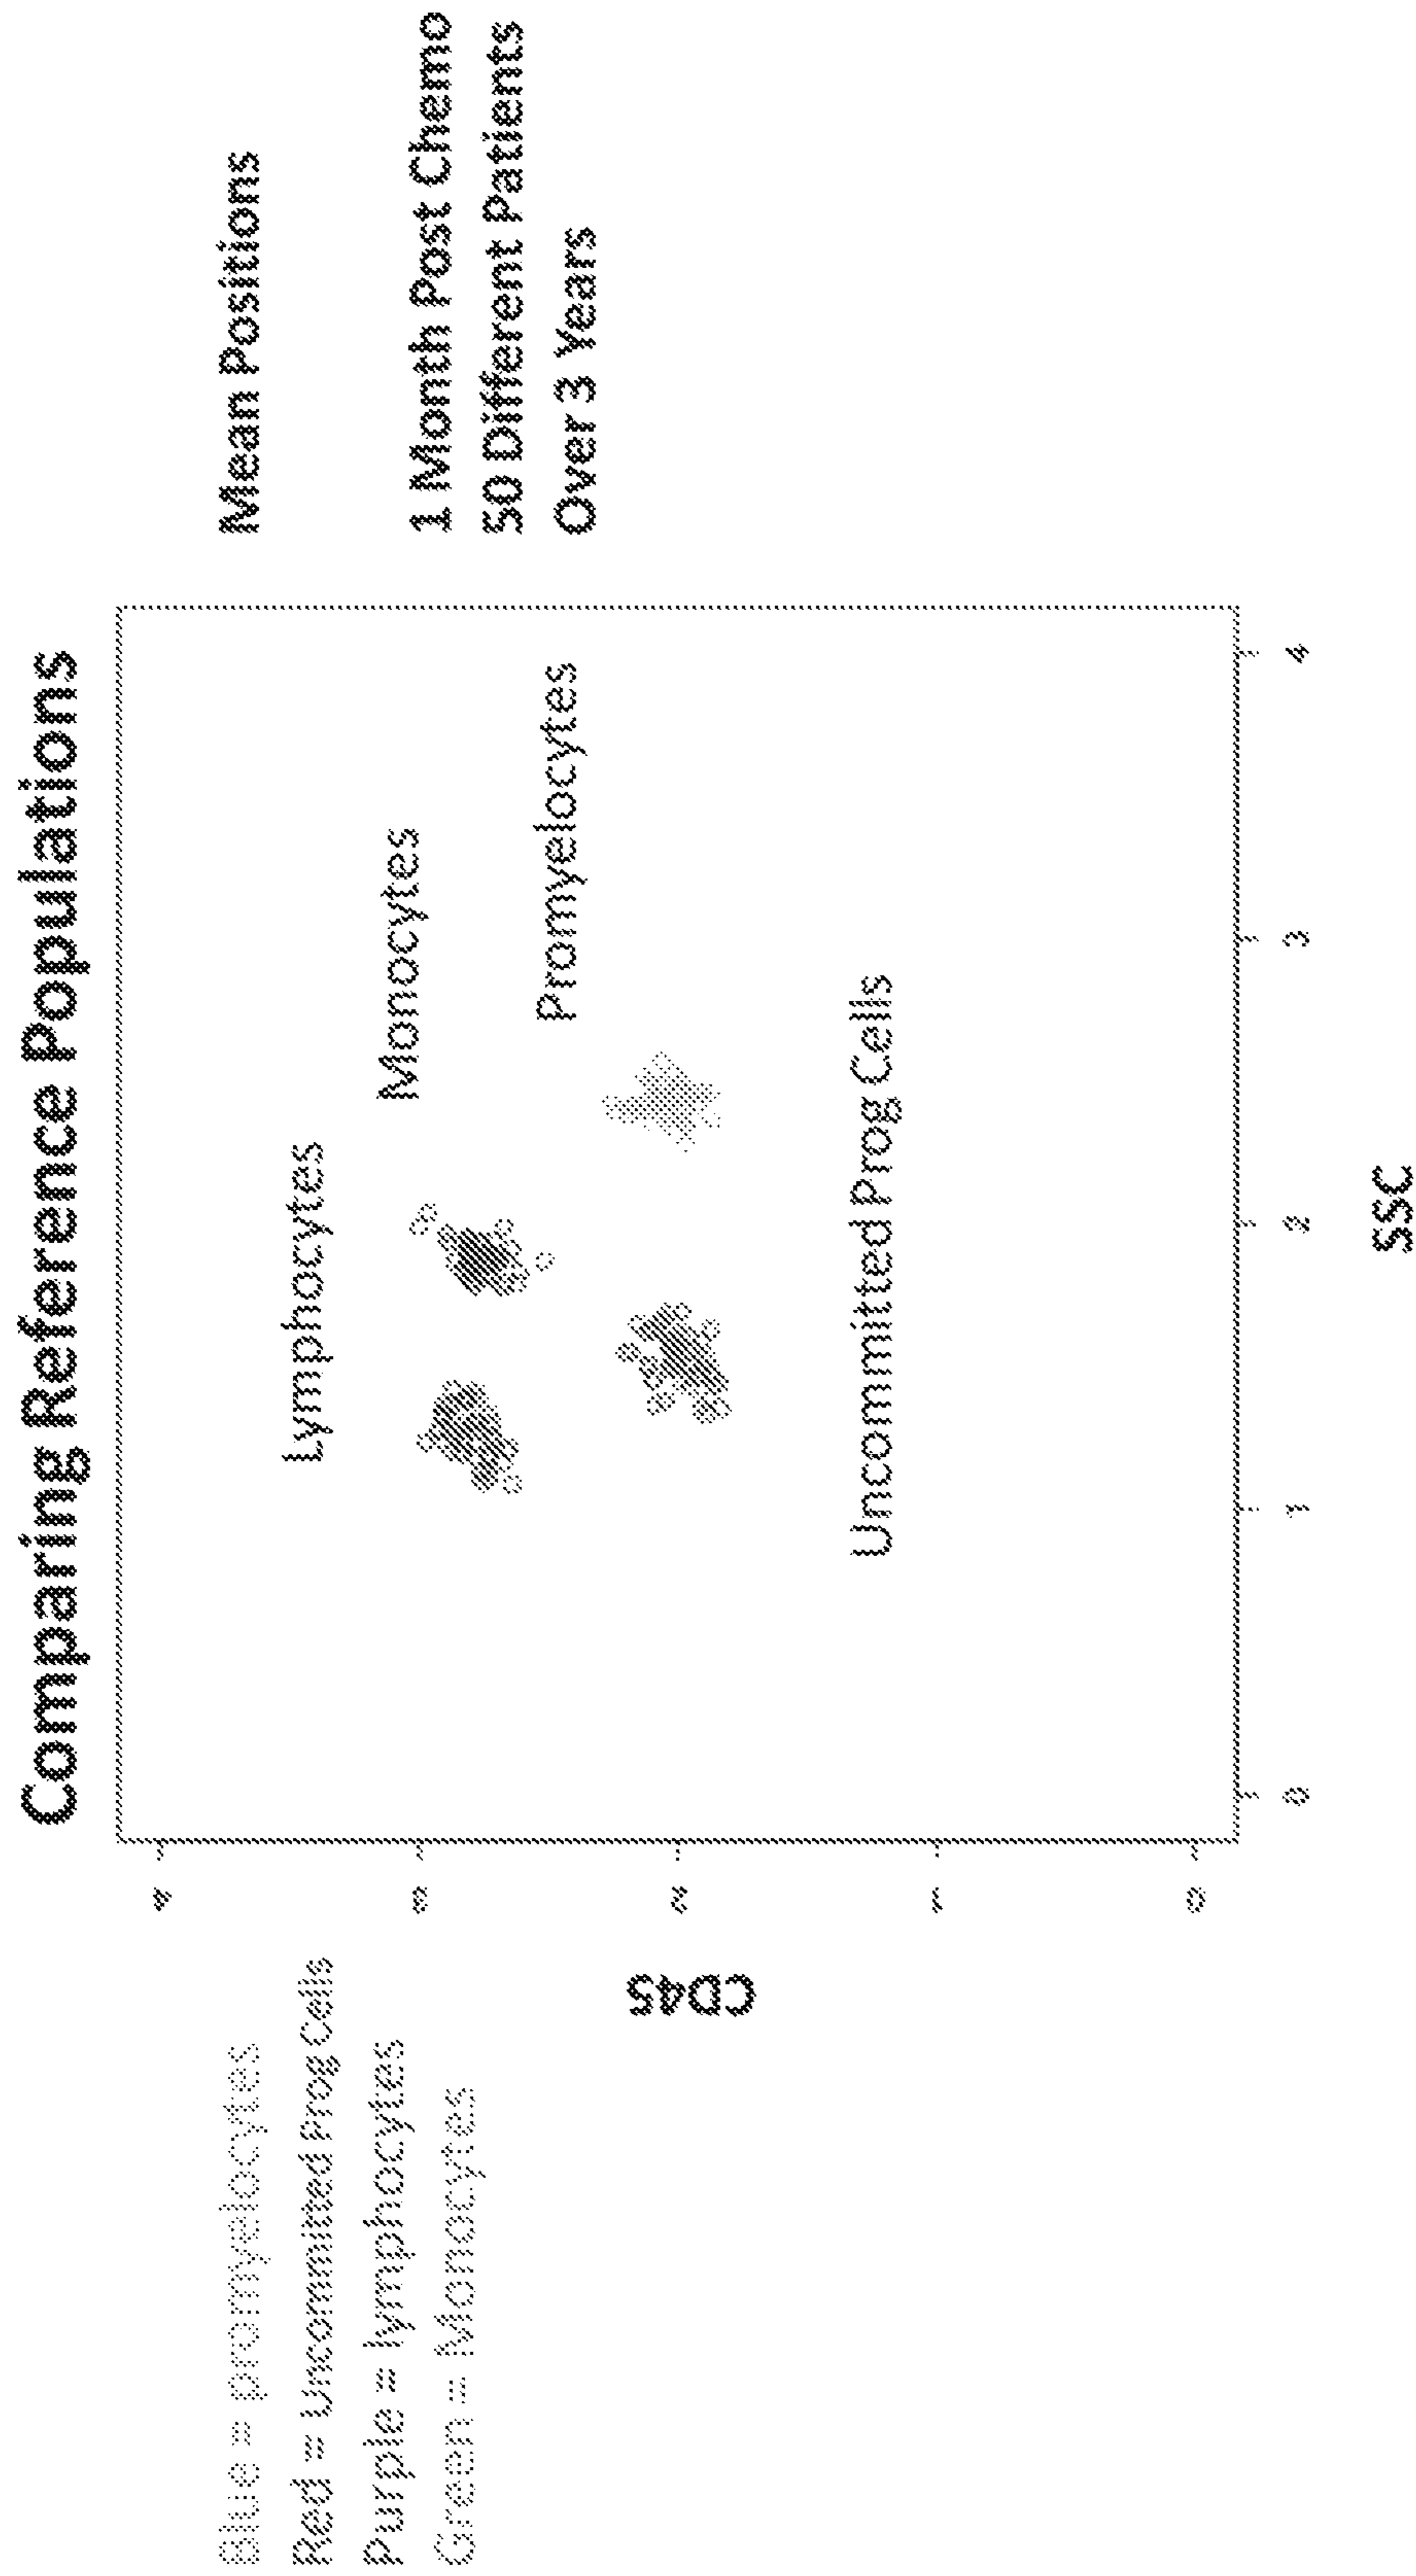 Comparing Reference Populations
Blue = promyelocytes
Red = Uncommitted Prog Cells
Purple = lymphocytes
Green = Monocytes
Mean Positions
1 Month Post Chemo
50 Different Patients
Over 3 Years
CD45
4
3
2
1
0
Lymphocytes
Monocytes
Promyelocytes
Uncommitted Prog Cells
0
1
2
3
4
SSC